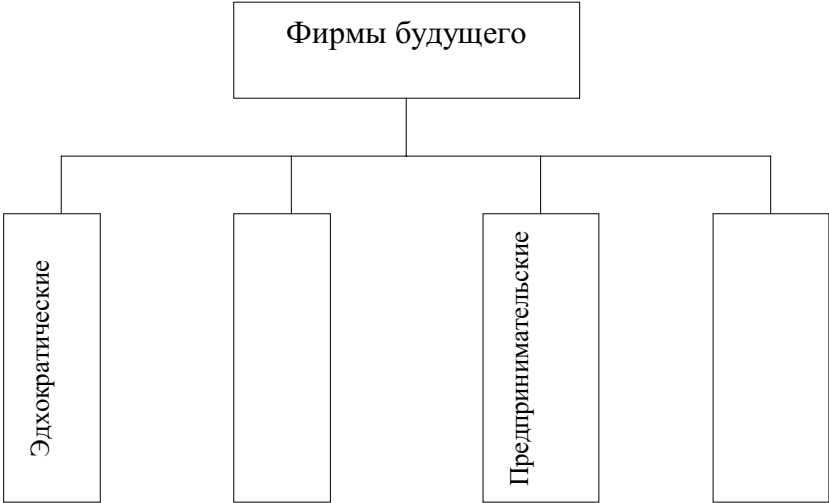 Фирмы будущего
Эдхократические
Предпринимательские